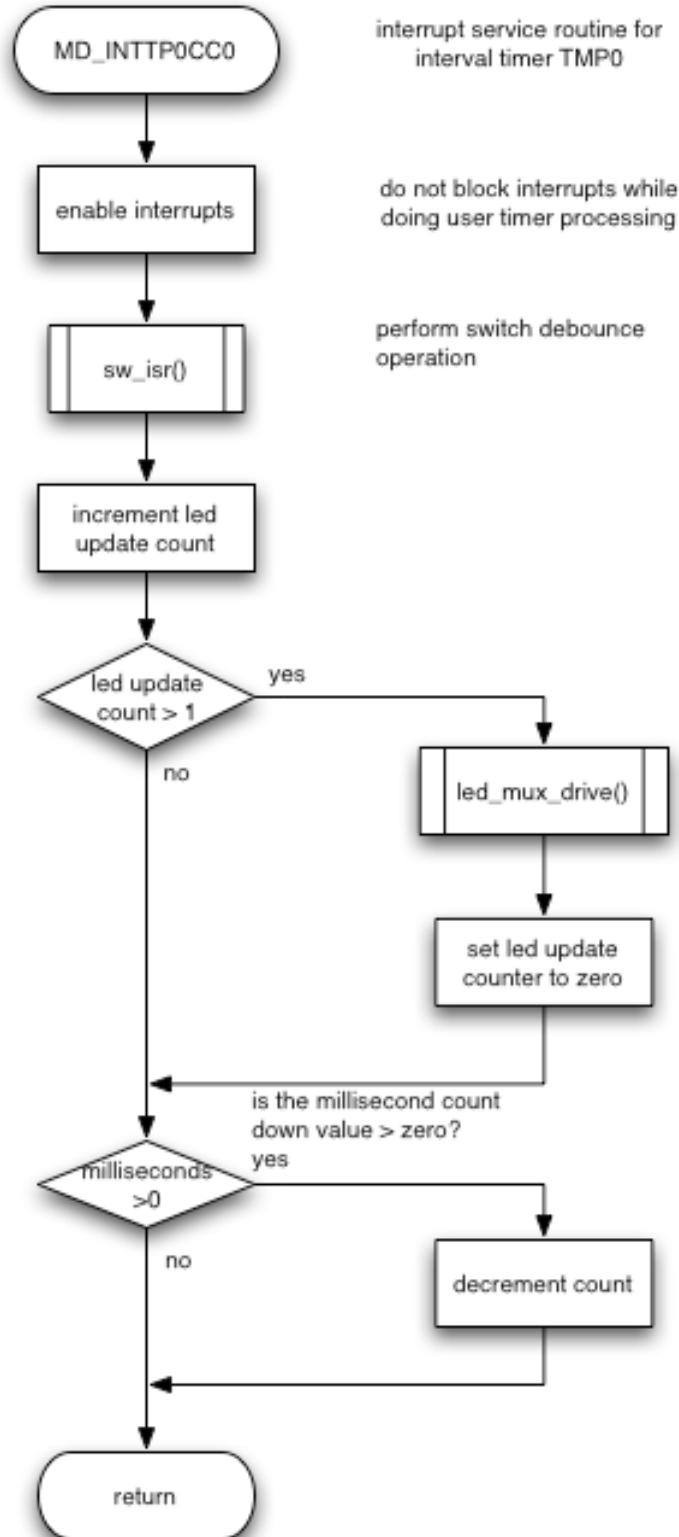 MD_INTTP0CC0
interrupt service routine for
interval timer TMP0
enable interrupts
do not block interrupts while
doing user timer processing
sw_isr()
perform switch debounce
operation
increment led
update count
led update
count > 1
yes
no
led_mux_drive()
set led update
counter to zero
is the millisecond count
down value > zero?
yes
milliseconds
>0
no
decrement count
return